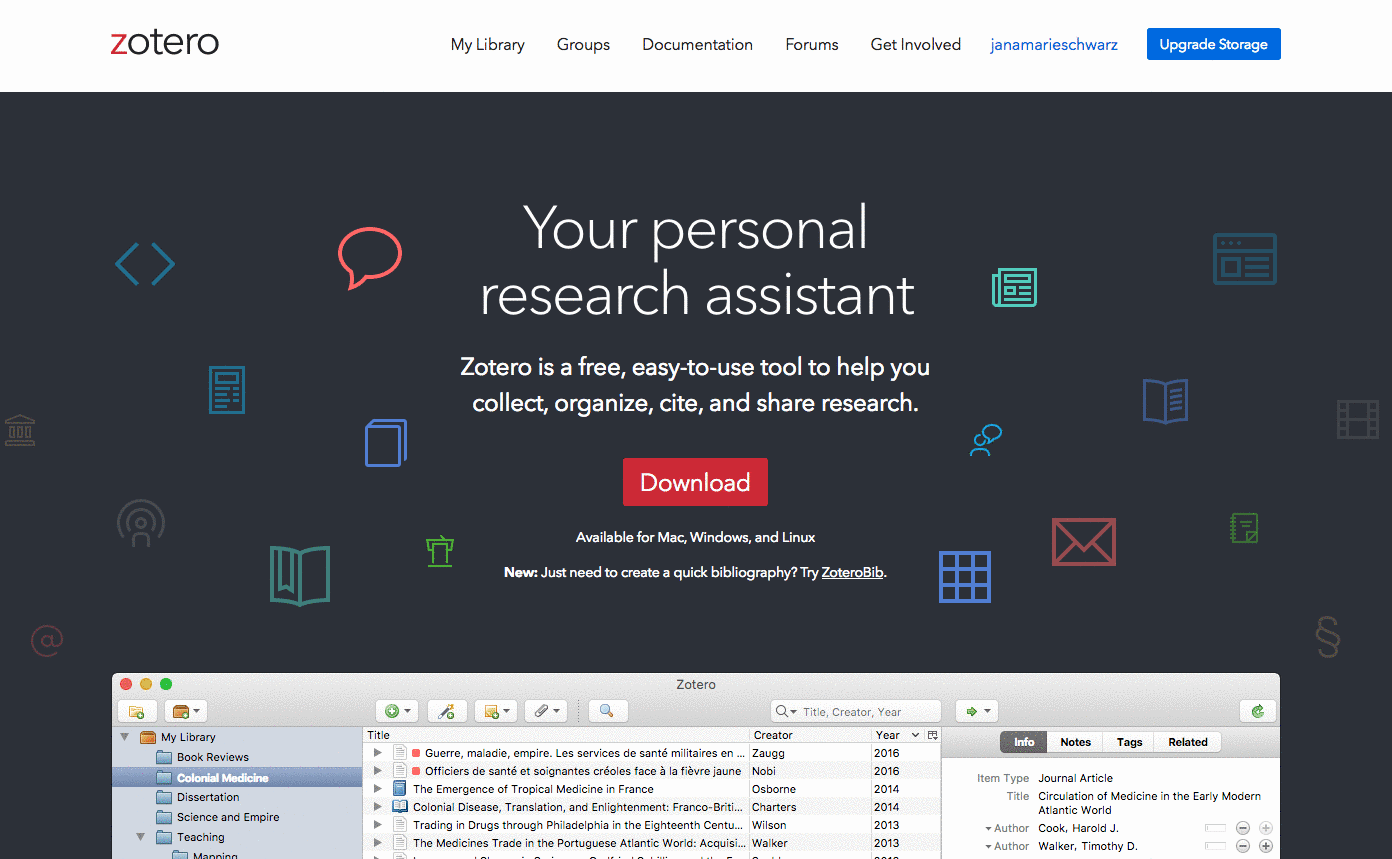 zotero
My Library Groups Documentation Forums Get Involved janamarieschwarz Upgrade Storage
Your personal
research assistant
Zotero is a free, easy-to-use tool to help you
collect, organize, cite, and share research.
Download
Available for Mac, Windows, and Linux
New: Just need to create a quick bibliography? Try ZoteroBib.
@
§
Zotero
Title, Creator, Year
My Library
Book Reviews
Colonial Medicine
Dissertation
Science and Empire
Teaching
Mapping
Title Creator Year
Guerre, maladie, empire. Les services de santé militaires en ... Zaugg 2016
Officiers de santé et soignantes créoles face à la fièvre jaune Nobi 2016
The Emergence of Tropical Medicine in France Osborne 2014
Colonial Disease, Translation, and Enlightenment: Franco-Briti... Charters 2014
Trading in Drugs through Philadelphia in the Eighteenth Centu... Wilson 2013
The Medicines Trade in the Portuguese Atlantic World: Acquisi... Walker 2013
Info Notes Tags Related
Item Type Journal Article
Title Circulation of Medicine in the Early Modern
Atlantic World
Author Cook, Harold J.
Author Walker, Timothy D.